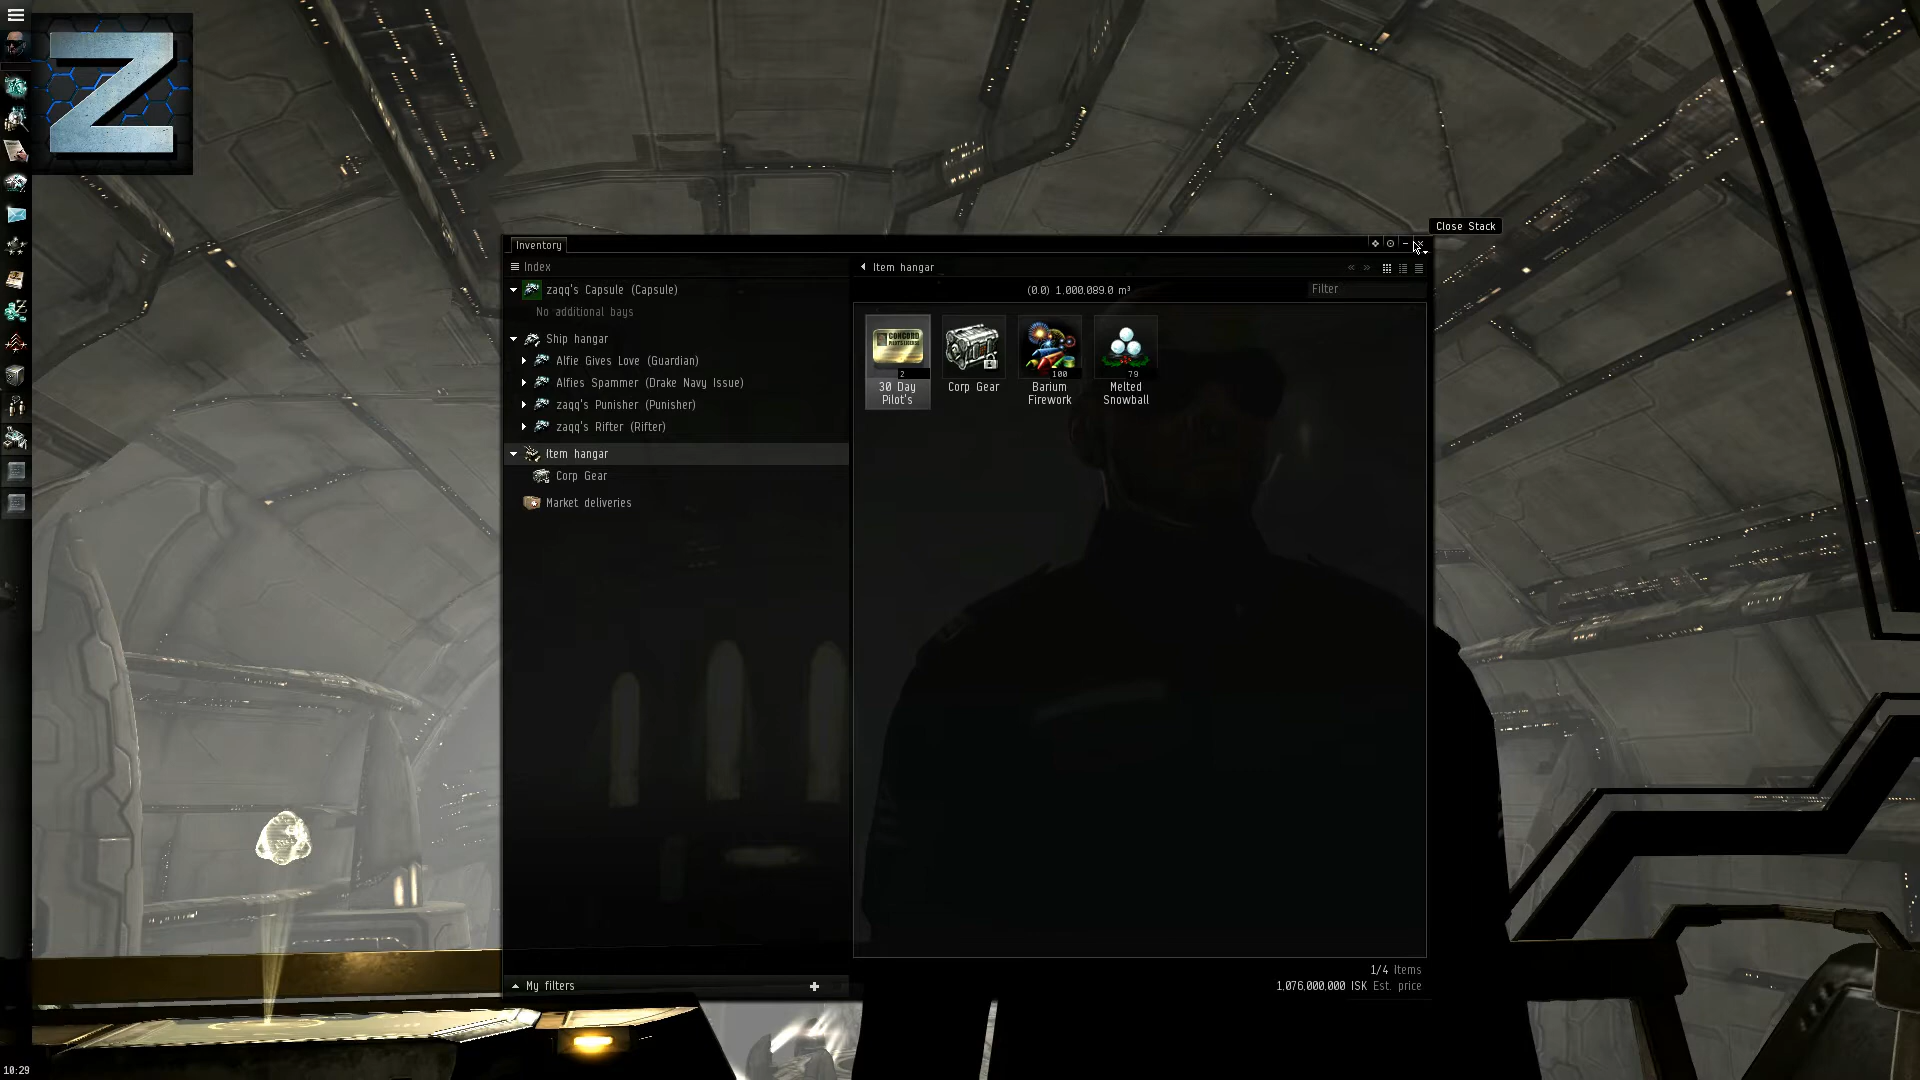 Z
Close Stack
Inventory
Index
Item hangar
zaqq's Capsule (Capsule)
(0.0) 1,000,089.0 m³
Filter
No additional bays
Ship hangar
Alfie Gives Love (Guardian)
Alfies Spammer (Drake Navy Issue)
zaqq's Punisher (Punisher)
zaqq's Rifter (Rifter)
Item hangar
Corp Gear
Market deliveries
CONCORD
2
30 Day
Pilot's
Corp Gear
100
Barium
Firework
79
Melted
Snowball
1/4 Items
1,076,000,000 ISK Est. price
My filters
10:29